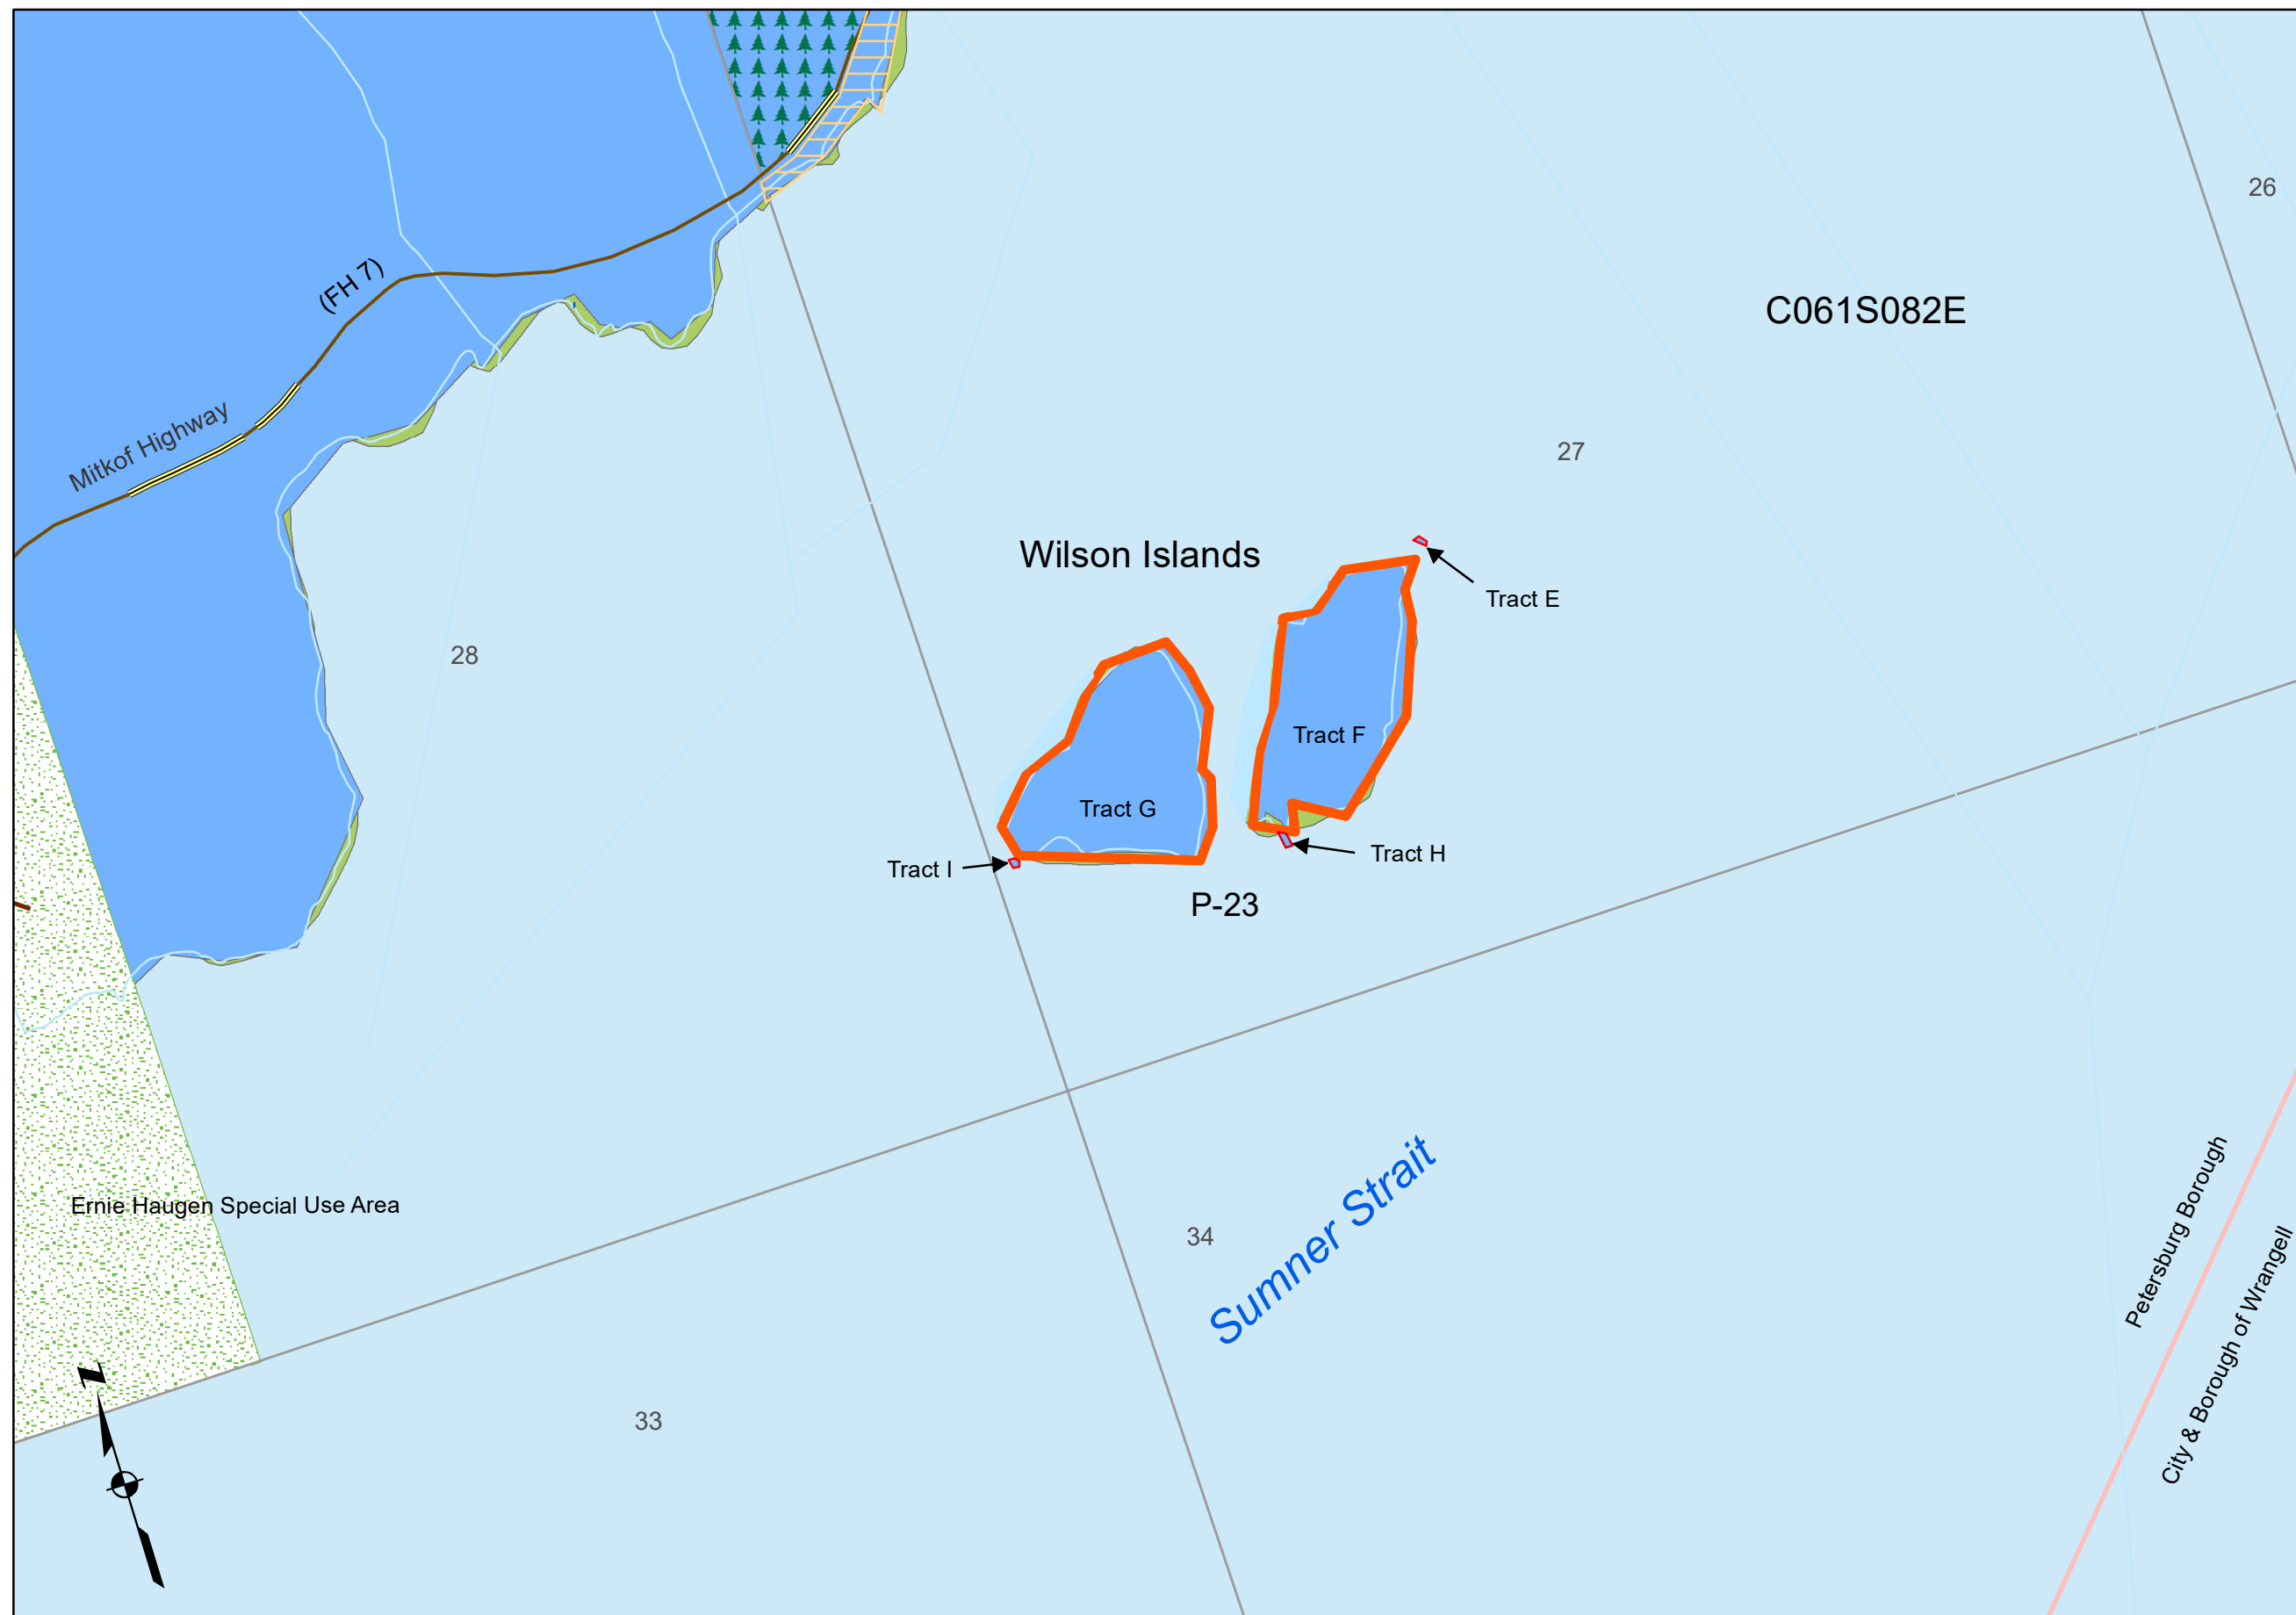 26
(FH 7)
C061S082E
Mitkof Highway
27
Wilson Islands
Tract E
28
Tract F
Tract G
Tract H
Tract I
P-23
Petersburg Borough
Ernie Haugen Special Use Area
34
Sumner Strait
City & Borough of Wrangell
N
33